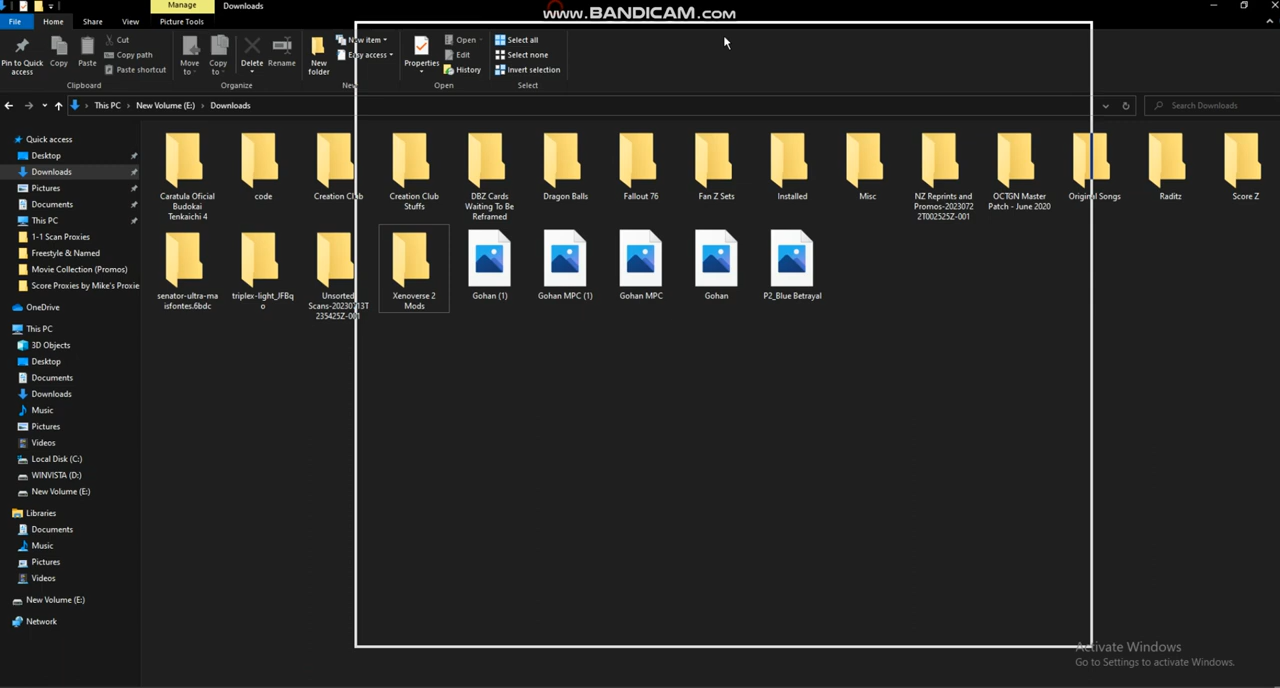 Manage
Downloads
www.BANDICAM.com
File
Home
Share
View
Picture Tools
Pin to Quick access
Copy
Paste
Cut
Copy path
Paste shortcut
Clipboard
Move to
Copy to
Delete
Rename
Organize
New folder
item
Easy access
New
Properties
Open
Edit
History
Open
Select all
Select none
Invert selection
Select
This PC
New Volume (E:)
Downloads
Search Downloads
Quick access
Desktop
Downloads
Pictures
Documents
This PC
1-1 Scan Proxies
Freestyle & Named
Movie Collection (Promos)
Score Proxies by Mike's Proxie
OneDrive
This PC
3D Objects
Desktop
Documents
Downloads
Music
Pictures
Videos
Local Disk (C:)
WINVISTA (D:)
New Volume (E:)
Libraries
Documents
Music
Pictures
Videos
New Volume (E:)
Network
Caratula Oficial
Budokai
Tenkaichi 4
code
Creation Club
Creation Club
Stuffs
DBZ Cards
Waiting To Be
Reframed
Dragon Balls
Fallout 76
Fan Z Sets
Installed
Misc
NZ Reprints and
Promos-2023072
2T002525Z-001
OCTGN Master
Patch - June 2020
Original Songs
Raditz
Score Z
senator-ultra-ma
isfontes.6bdc
triplex-light_JFBq
o
Unsorted
Scans-20230713T
235425Z-001
Xenoverse 2
Mods
Gohan (1)
Gohan MPC (1)
Gohan MPC
Gohan
P2_Blue Betrayal
Activate Windows
Go to Settings to activate Windows.